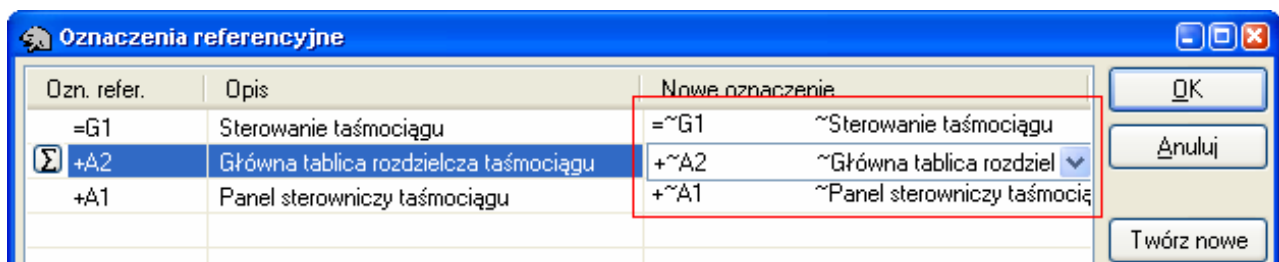 Oznaczenia referencyjne
Ozn. refer. Opis Nowe oznaczenie OK
=G1 Sterowanie taśmociągu =~G1 ~Sterowanie taśmociągu
Anuluj
Σ +A2 Główna tablica rozdzielcza taśmociągu +~A2 ~Główna tablica rozdziel
+A1 Panel sterowniczy taśmociągu +~A1 ~Panel sterowniczy taśmocią
Twórz nowe